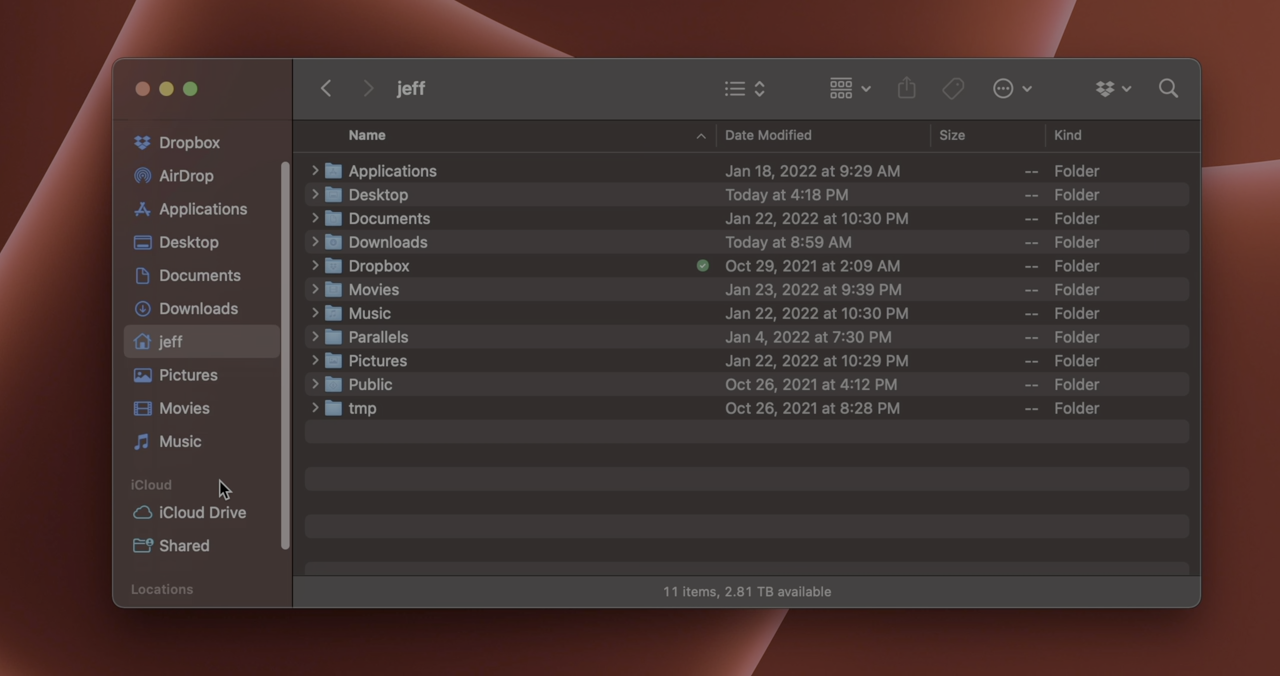 jeff
Dropbox
AirDrop
Applications
Desktop
Documents
Downloads
jeff
Pictures
Movies
Music
iCloud
iCloud Drive
Shared
Locations
Name Date Modified Size Kind
Applications Jan 18, 2022 at 9:29 AM -- Folder
Desktop Today at 4:18 PM -- Folder
Documents Jan 22, 2022 at 10:30 PM -- Folder
Downloads Today at 8:59 AM -- Folder
Dropbox Oct 29, 2021 at 2:09 AM -- Folder
Movies Jan 23, 2022 at 9:39 PM -- Folder
Music Jan 22, 2022 at 10:30 PM -- Folder
Parallels Jan 4, 2022 at 7:30 PM -- Folder
Pictures Jan 22, 2022 at 10:29 PM -- Folder
Public Oct 26, 2021 at 4:12 PM -- Folder
tmp Oct 26, 2021 at 8:28 PM -- Folder
11 items, 2.81 TB available